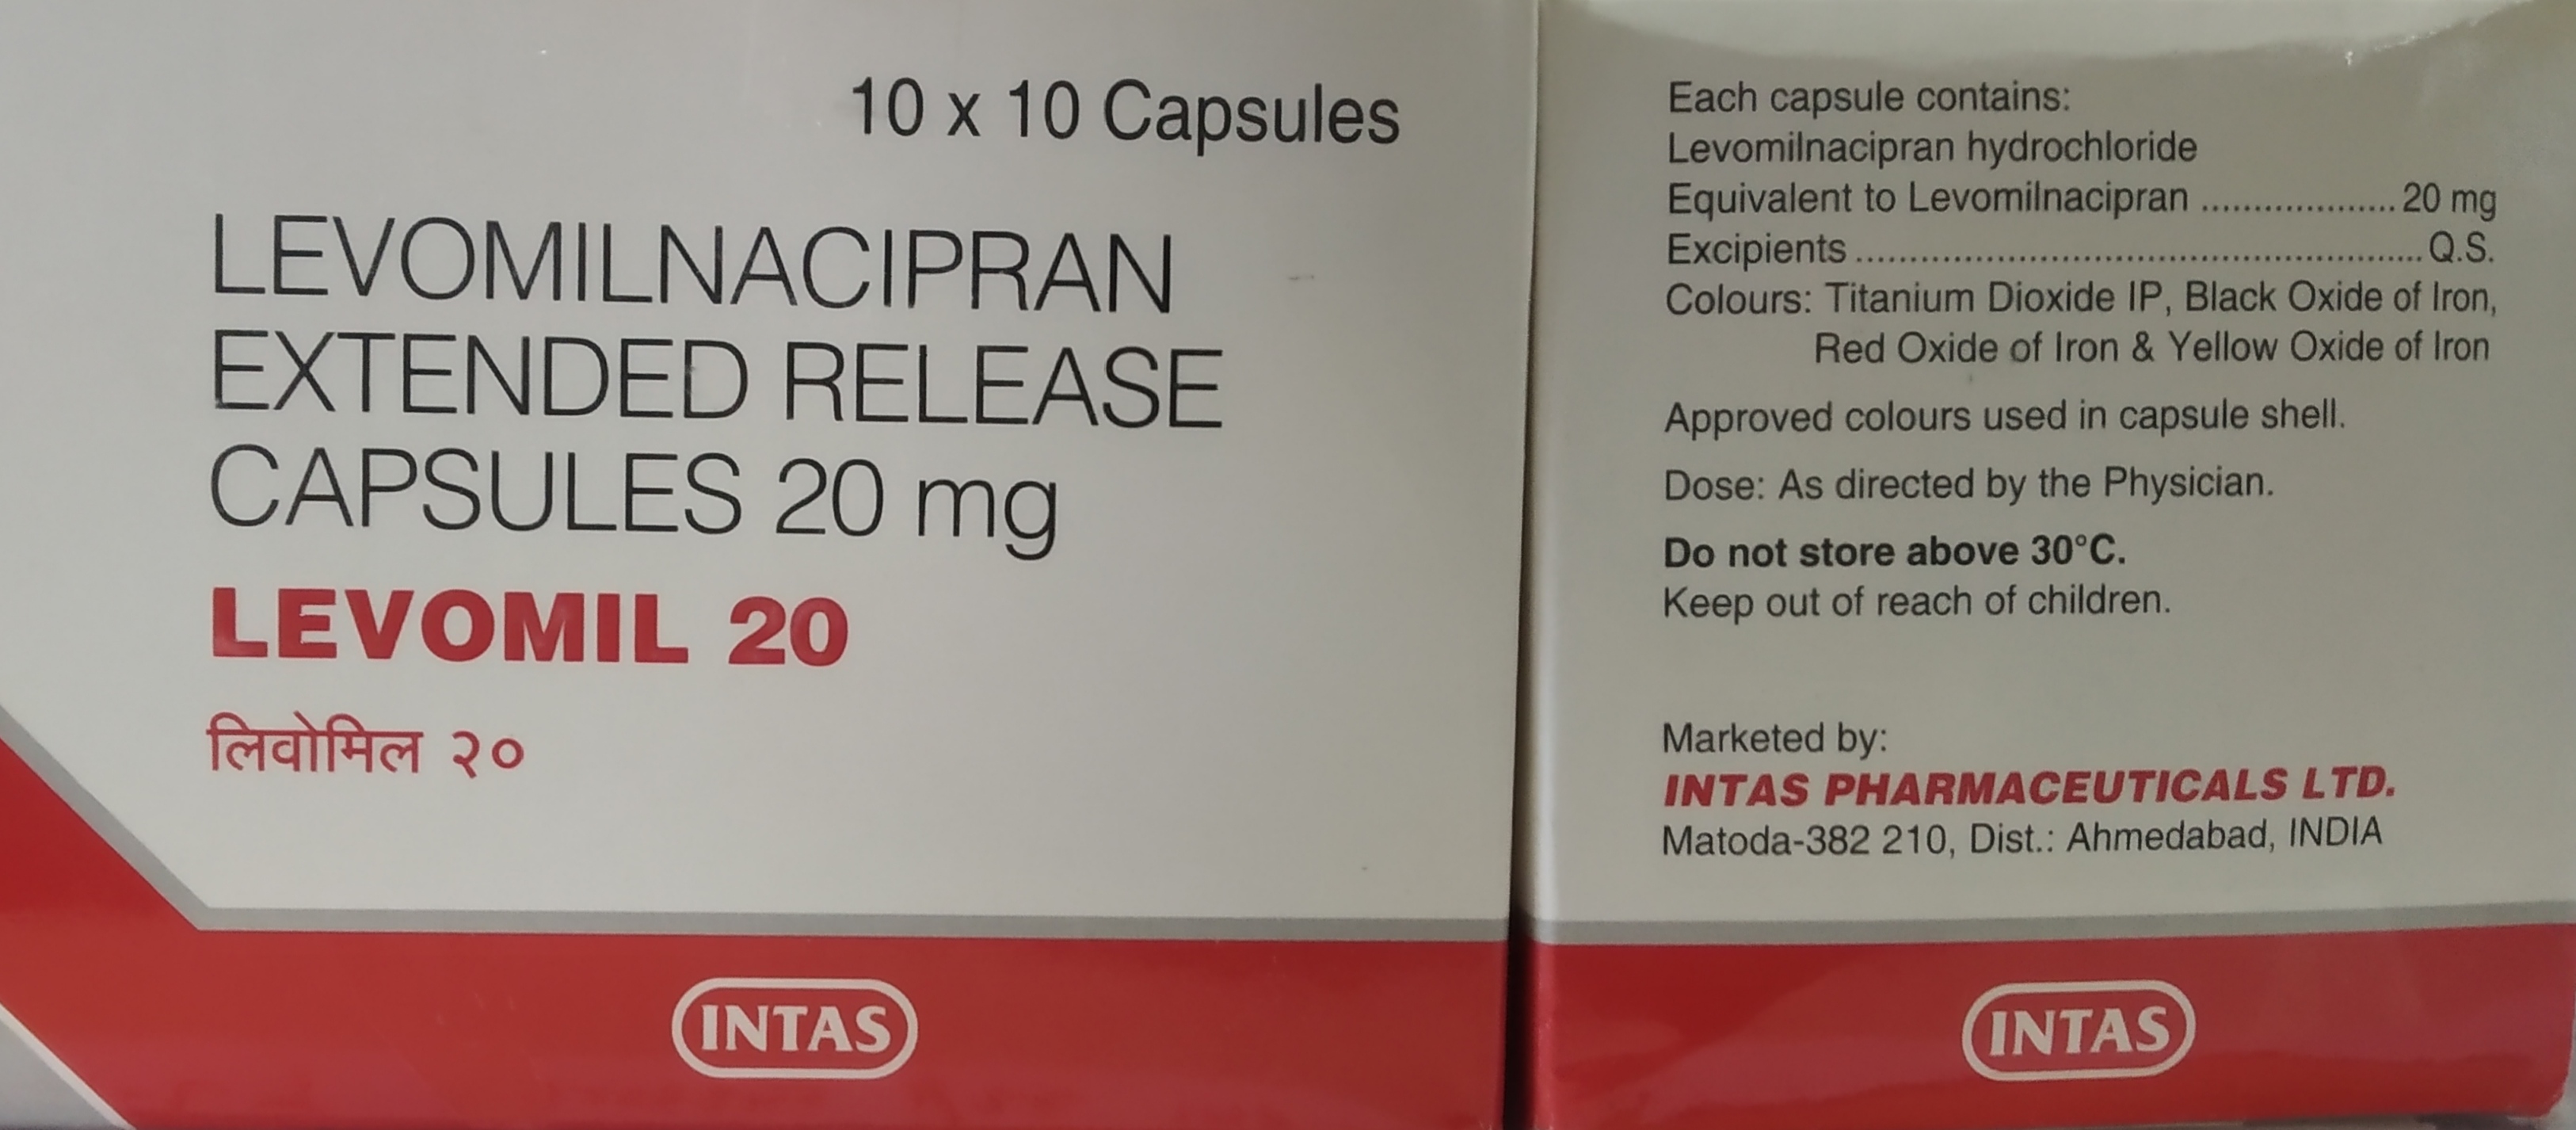 10 x 10 Capsules
LEVOMILNACIPRAN
EXTENDED RELEASE
CAPSULES 20 mg
LEVOMIL 20
लिवोमिल २०
INTAS
Each capsule contains:
Levomilnacipran hydrochloride
Equivalent to Levomilnacipran ................... 20 mg
Excipients ........................................................ Q.S.
Colours: Titanium Dioxide IP, Black Oxide of Iron,
Red Oxide of Iron & Yellow Oxide of Iron
Approved colours used in capsule shell.
Dose: As directed by the Physician.
Do not store above 30°C.
Keep out of reach of children.
Marketed by:
INTAS PHARMACEUTICALS LTD.
Matoda-382 210, Dist.: Ahmedabad, INDIA
INTAS